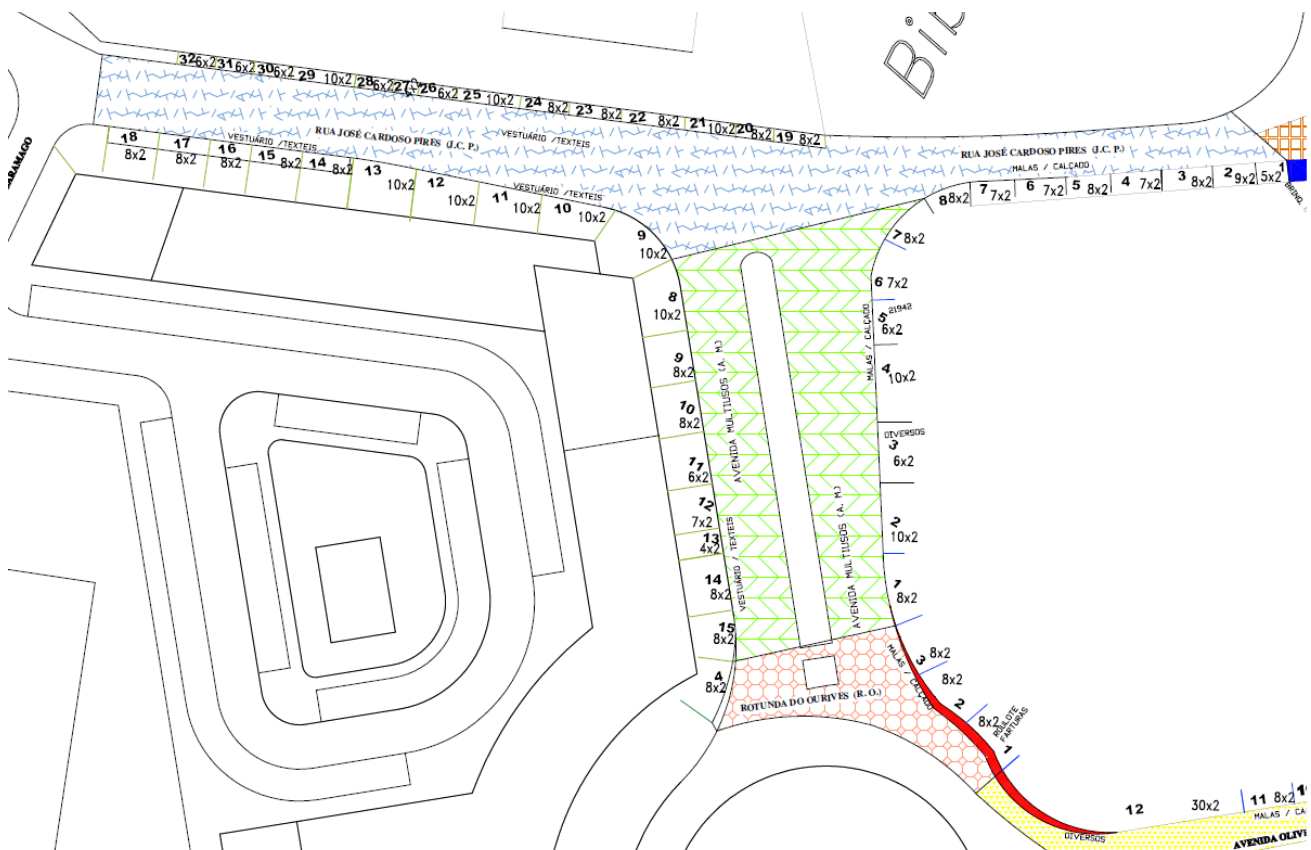 Bib
32 6x2 31 6x2 30 6x2 29 10x2 28 6x2 27 26 6x2 25 10x2 24 8x2 23 8x2 22 8x2 21 10x2 20 8x2 19 8x2
RUA JOSÉ CARDOSO PIRES (J.C. P.)
VESTUÁRIO /TEXTEIS
VESTUÁRIO /TEXTEIS
VESTUÁRIO /TEXTEIS
18 8x2
17 8x2
16 8x2
15 8x2
14 8x2
13 10x2
12 10x2
11 10x2
10 10x2
9 10x2
RUA JOSÉ CARDOSO PIRES (J.C. P.)
MALAS / CALÇADO
8 8x2 7 7x2 6 7x2 5 8x2 4 7x2 3 8x2 2 9x2 5x2 1
BRINQ.
ARAMAGO
8 10x2
9 8x2
10 8x2
11 6x2
12 7x2
13 4x2
14 8x2
15 8x2
4 8x2
AVENIDA MULTIUSOS (A. M.)
VESTUÁRIO / TEXTEIS
AVENIDA MULTIUSOS (A. M.)
MALAS / CALÇADO
7 8x2
6 7x2
5 21942
6x2
4 10x2
DIVERSOS
3 6x2
2 10x2
1 8x2
ROTUNDA DO OURIVES (R. O.)
MALAS / CALÇADO
3 8x2
8x2
2 8x2
ROULOTE
FARTURAS
1
12 30x2 11 8x2 1
DIVERSOS
MALAS / CA
AVENIDA OLIV